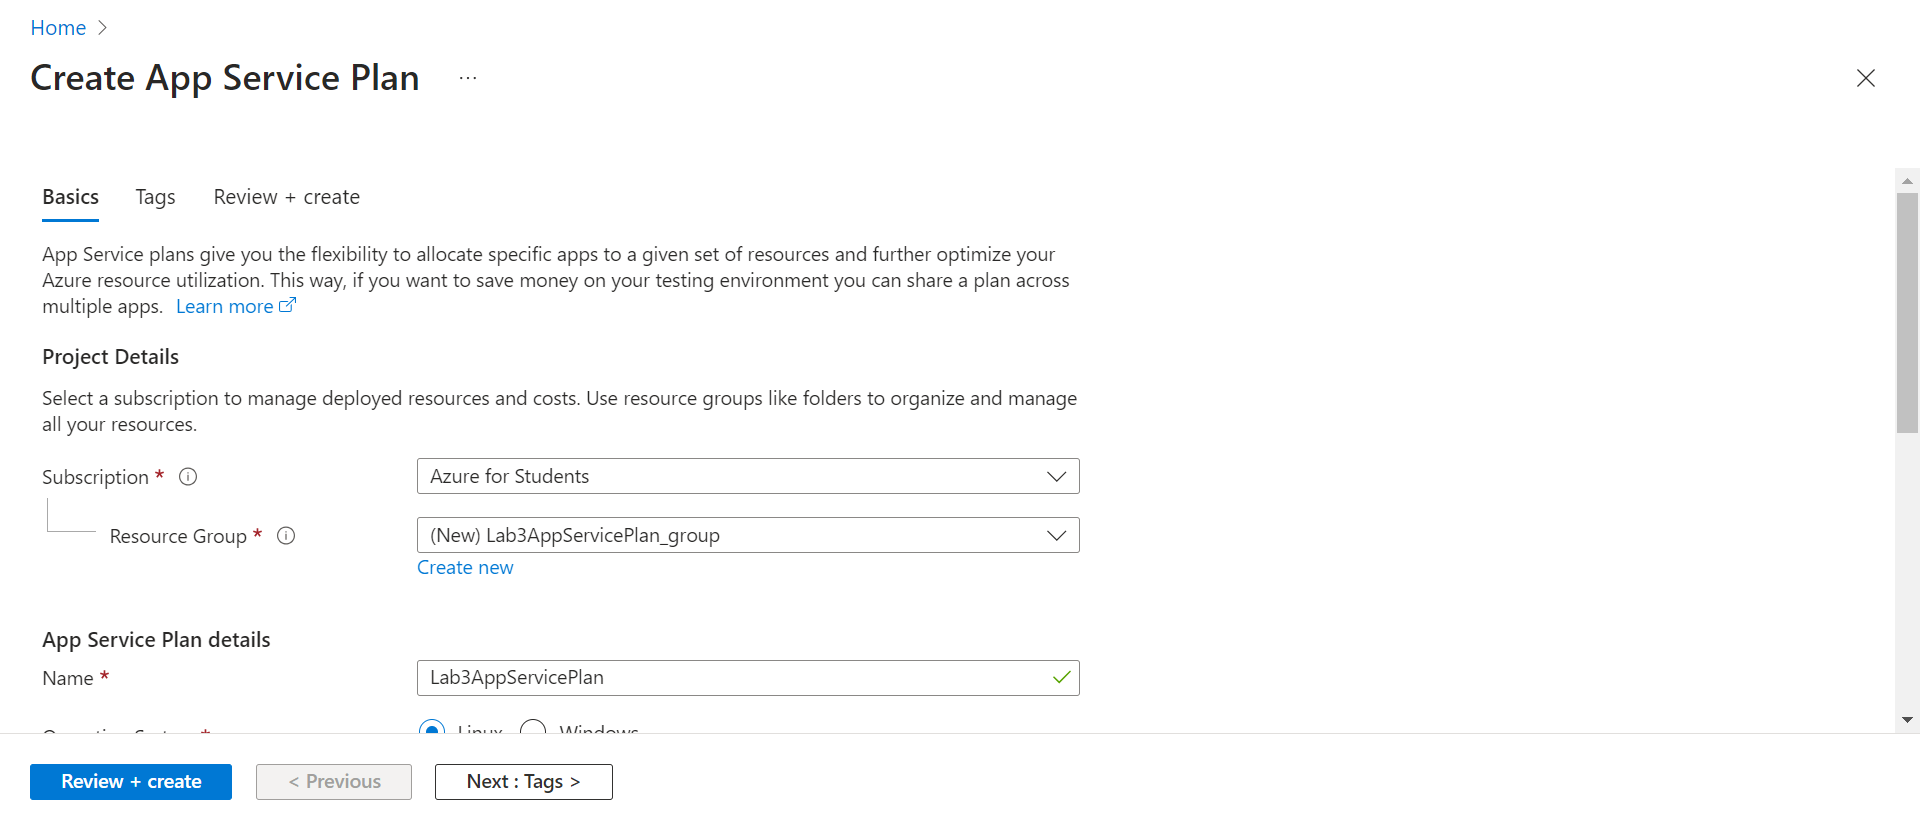 Home
Create App Service Plan ...
Basics Tags Review + create
App Service plans give you the flexibility to allocate specific apps to a given set of resources and further optimize your
Azure resource utilization. This way, if you want to save money on your testing environment you can share a plan across
multiple apps. Learn more
Project Details
Select a subscription to manage deployed resources and costs. Use resource groups like folders to organize and manage
all your resources.
Subscription * Azure for Students
Resource Group * (New) Lab3AppServicePlan_group
Create new
App Service Plan details
Name * Lab3AppServicePlan
Operating System * Linux Windows
Review + create < Previous Next : Tags >